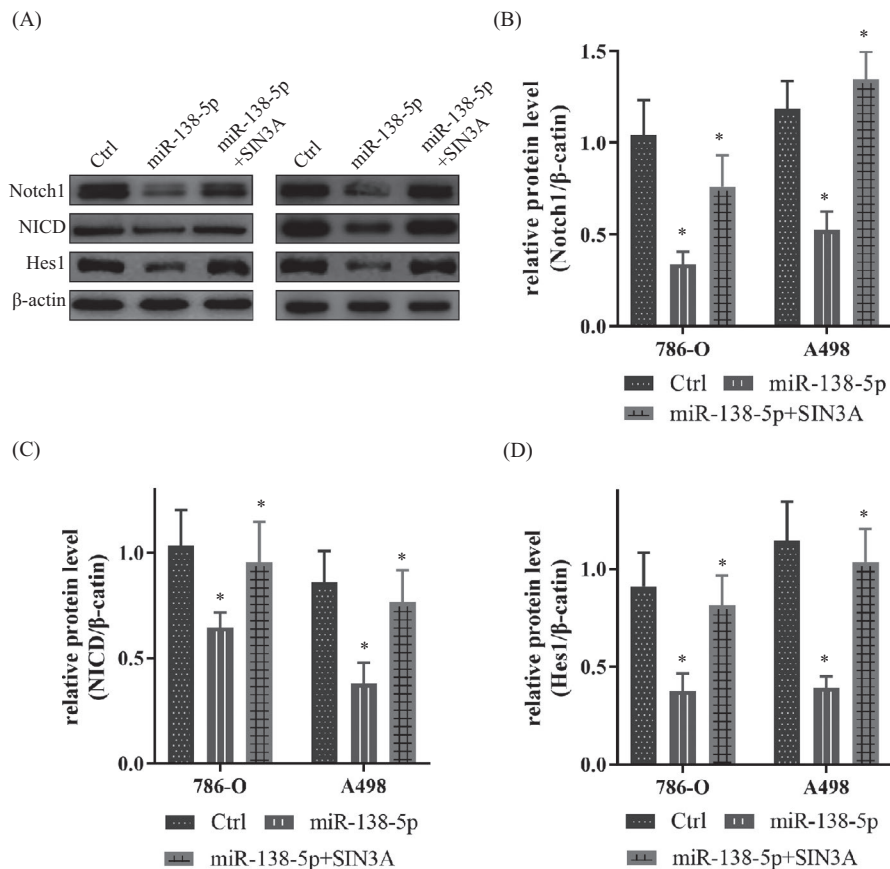 (A)
Ctrl miR-138-5p miR-138-5p
+SIN3A
Ctrl miR-138-5p miR-138-5p
+SIN3A
Notch1
NICD
Hes1
β-actin
(B)
relative protein level
(Notch1/β-catin)
1.5
1.0
0.5
0.0
* * * *
786-O A498
Ctrl miR-138-5p
miR-138-5p+SIN3A
(C)
relative protein level
(NICD/β-catin)
1.0
0.5
0.0
* * * *
786-O A498
Ctrl miR-138-5p
miR-138-5p+SIN3A
(D)
relative protein level
(Hes1/β-catin)
1.0
0.5
0.0
* * * *
786-O A498
Ctrl miR-138-5p
miR-138-5p+SIN3A